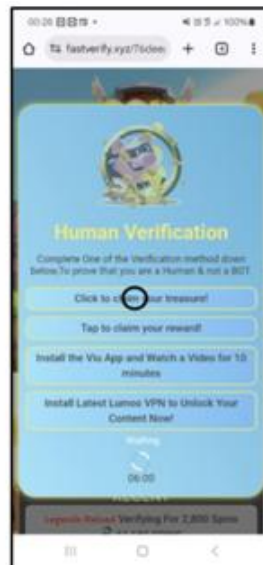 00:26
fastverify.xyz/76deec
Human Verification
Complete One of the Verification method down
Below,To prove that you are a Human & not a BOT
Click to claim your treasure!
Tap to claim your reward!
Install the Viu App and Watch a Video for 10
minutes
Install Latest Lumos VPN to Unlock Your
Content Now!
Waiting
06:00
RECENT
Verifying For 2,800 Spins